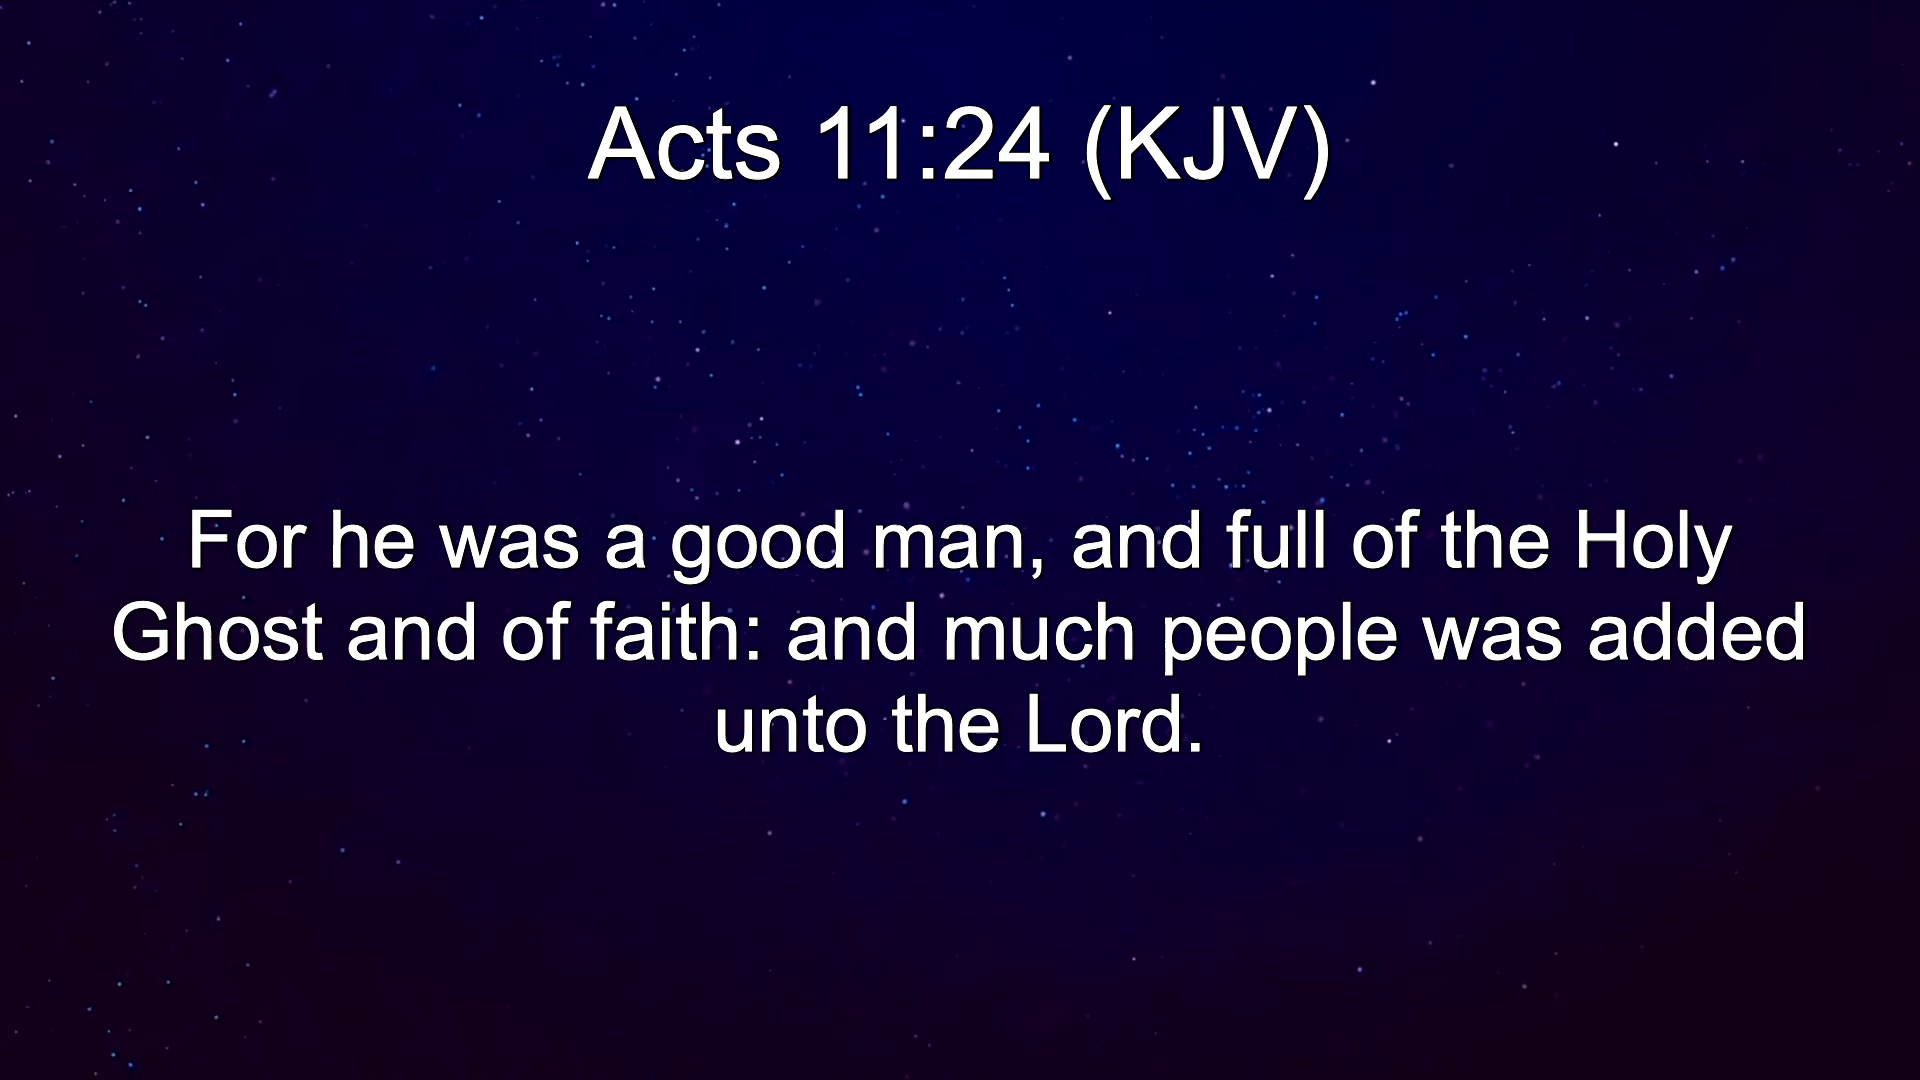 Acts 11:24 (KJV)
For he was a good man, and full of the Holy
Ghost and of faith: and much people was added
unto the Lord.